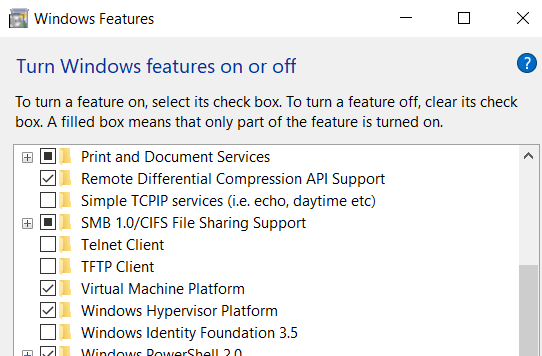 Windows Features
Turn Windows features on or off
?
To turn a feature on, select its check box. To turn a feature off, clear its check
box. A filled box means that only part of the feature is turned on.
Print and Document Services
Remote Differential Compression API Support
Simple TCPIP services (i.e. echo, daytime etc)
SMB 1.0/CIFS File Sharing Support
Telnet Client
TFTP Client
Virtual Machine Platform
Windows Hypervisor Platform
Windows Identity Foundation 3.5
Windows PowerShell 2.0